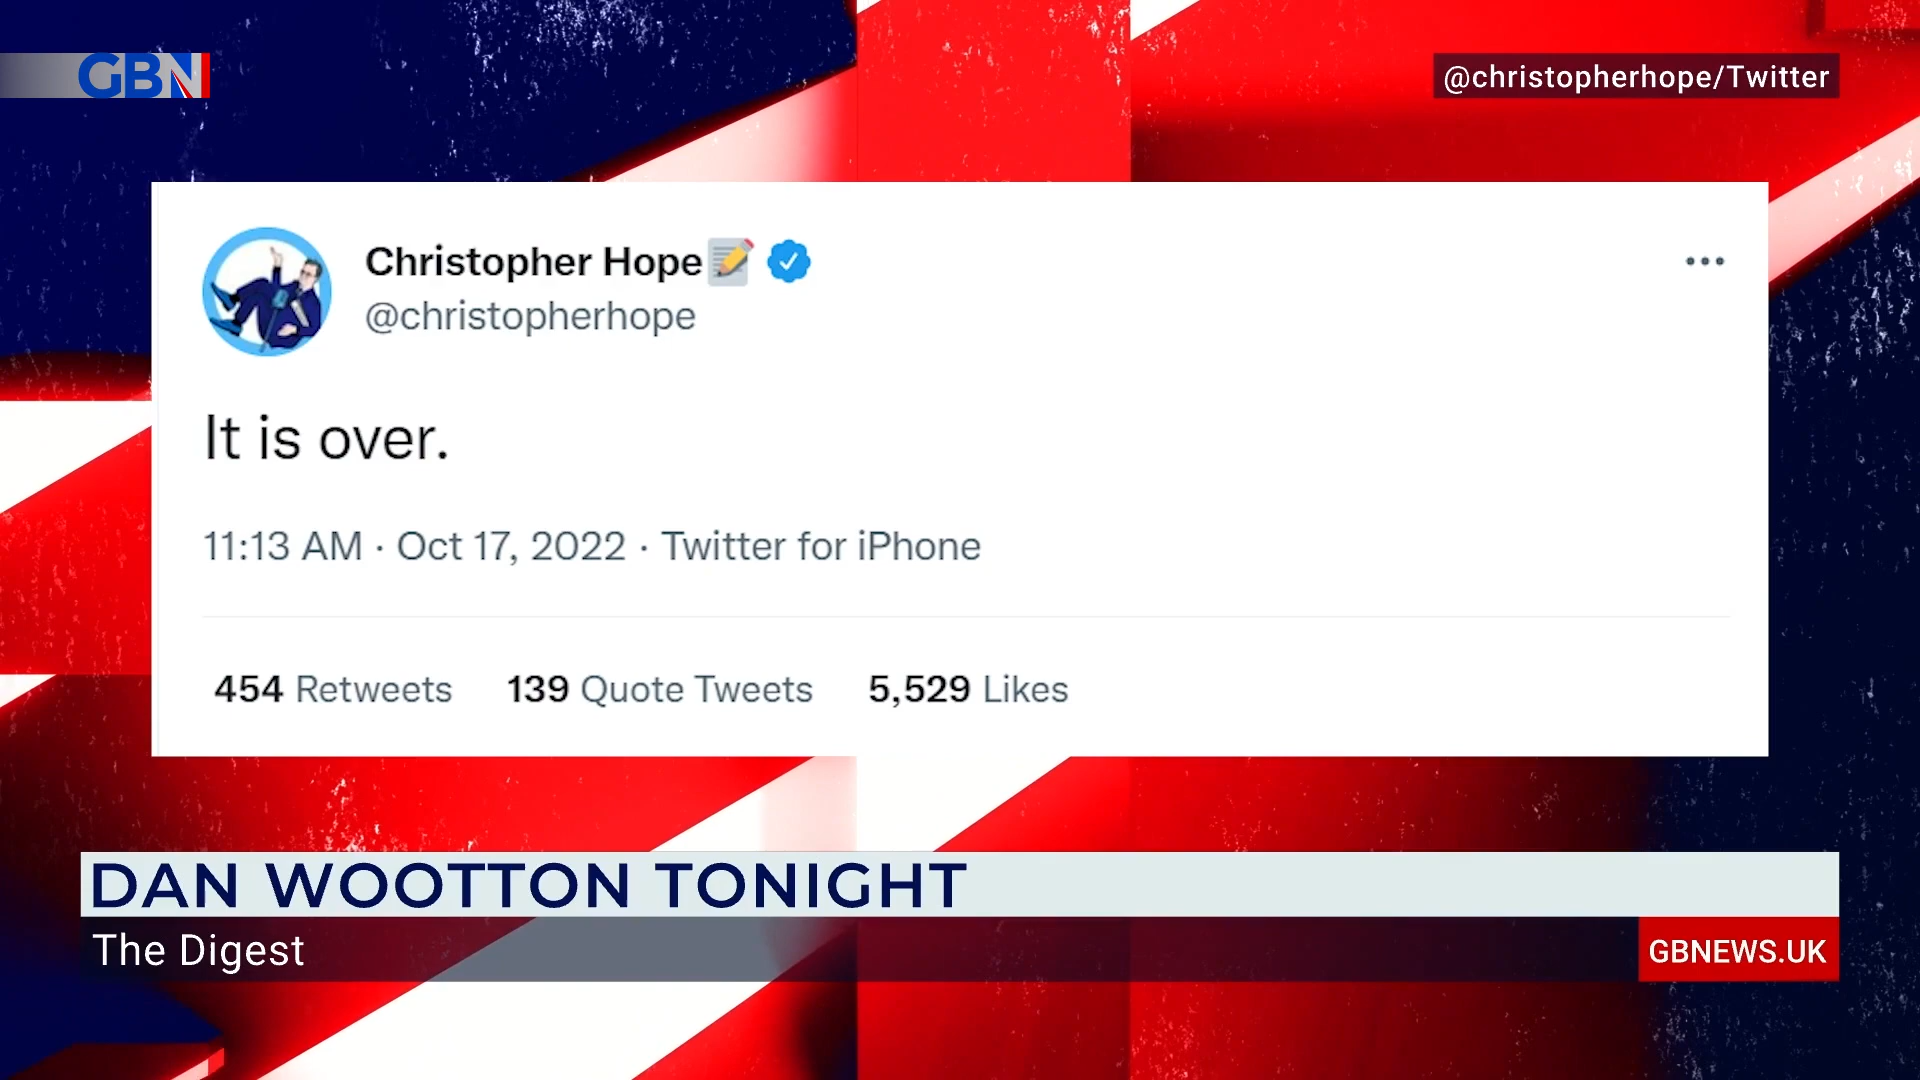 GBN
@christopherhope/Twitter
Christopher Hope
@christopherhope
It is over.
11:13 AM · Oct 17, 2022 · Twitter for iPhone
454 Retweets 139 Quote Tweets 5,529 Likes
DAN WOOTTON TONIGHT
The Digest
GBNEWS.UK